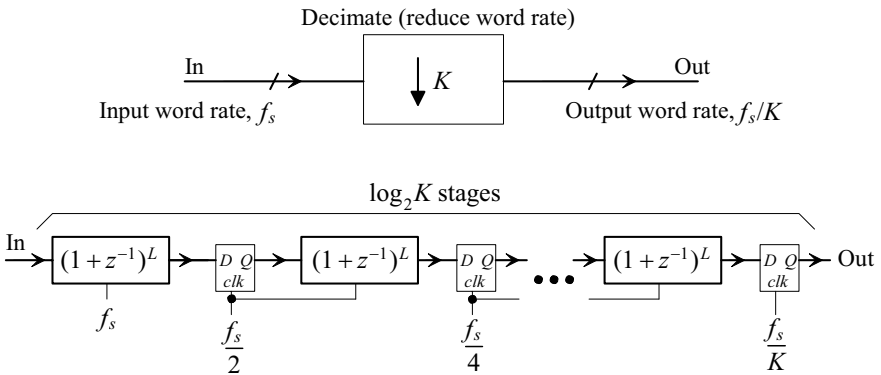 Decimate (reduce word rate)
In
↓ K
Out
Input word rate, f_s
Output word rate, f_s/K
log_2 K stages
In
(1 + z^{-1})^L
D Q
clk
(1 + z^{-1})^L
D Q
clk
•••
(1 + z^{-1})^L
D Q
clk
Out
f_s
f_s/2
f_s/4
f_s/K